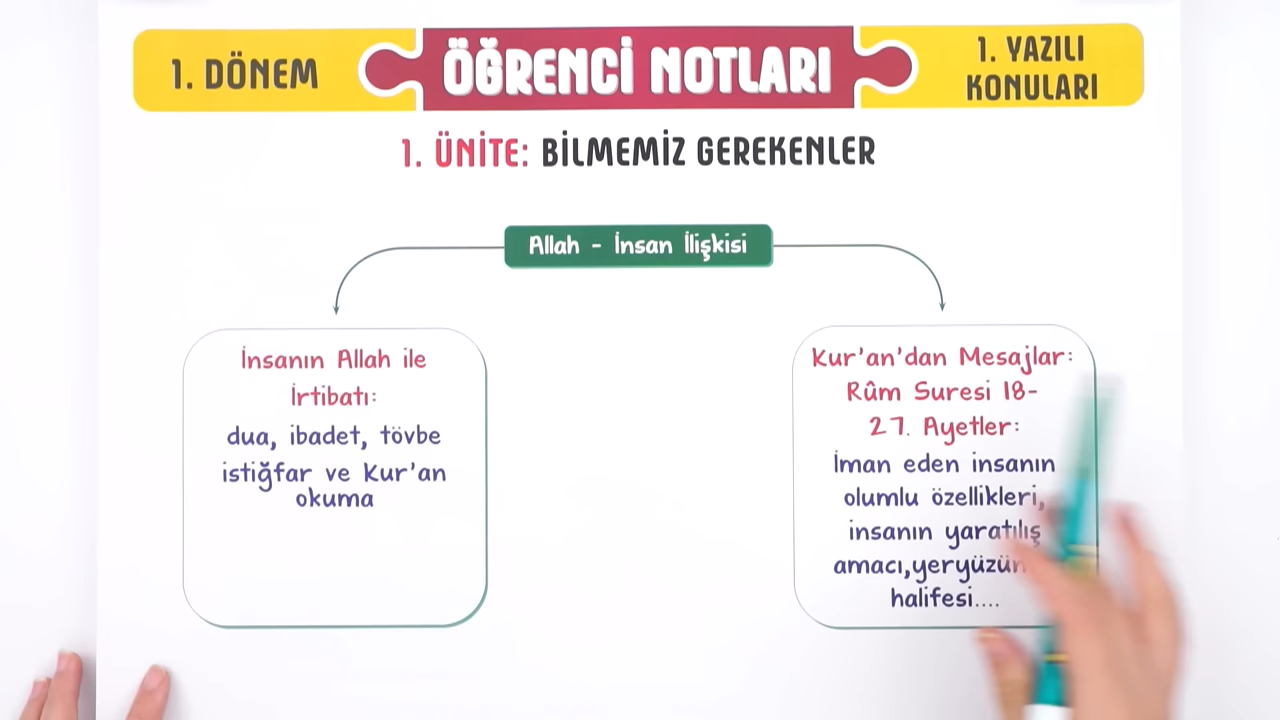 1. DÖNEM
ÖĞRENCİ NOTLARI
1. YAZILI
KONULARI
1. ÜNİTE: BİLMEMİZ GEREKENLER
Allah - İnsan İlişkisi
İnsanın Allah ile
İrtibatı:
dua, ibadet, tövbe
istiğfar ve Kur'an
okuma
Kur'an'dan Mesajlar:
Rûm Suresi 18-
27. Ayetler:
İman eden insanın
olumlu özellikleri,
insanın yaratılış
amacı,
halifesi....